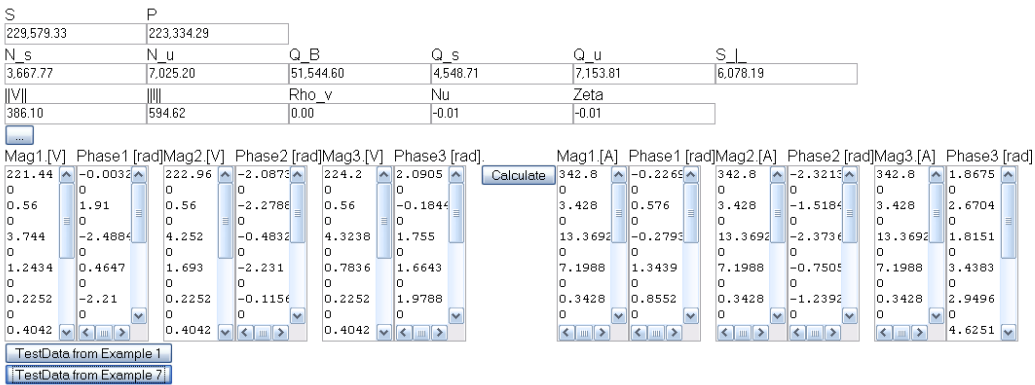 S P
229,579.33 223,334.29
N_s N_u Q_B Q_s Q_u S_|_
3,667.77 7,025.20 51,544.60 4,548.71 7,153.81 6,078.19
||V|| ||I|| Rho_v Nu Zeta
386.10 594.62 0.00 -0.01 -0.01
...
Mag1.[V] Phase1 [rad] Mag2.[V] Phase2 [rad] Mag3.[V] Phase3 [rad]. Mag1.[A] Phase1 [rad] Mag2.[A] Phase2 [rad] Mag3.[A] Phase3 [rad]
221.44 -0.0032 222.96 -2.0873 224.2 2.0905 Calculate 342.8 -0.2269 342.8 -2.3213 342.8 1.8675
0 0 0 0 0 0 0 0 0 0 0 0
0.56 1.91 0.56 -2.2788 0.56 -0.1844 3.428 0.576 3.428 -1.5184 3.428 2.6704
0 0 0 0 0 0 0 0 0 0 0 0
3.744 -2.4884 4.252 -0.4832 4.3238 1.755 13.3692 -0.2793 13.3692 -2.3736 13.3692 1.8151
0 0 0 0 0 0 0 0 0 0 0 0
1.2434 0.4647 1.693 -2.231 0.7836 1.6643 7.1988 1.3439 7.1988 -0.7505 7.1988 3.4383
0 0 0 0 0 0 0 0 0 0 0 0
0.2252 -2.21 0.2252 -0.1156 0.2252 1.9788 0.3428 0.8552 0.3428 -1.2392 0.3428 2.9496
0 0 0 0 0 0 0 0 0 0 0 0
0.4042 0.4042 0.4042 4.6251
TestData from Example 1
TestData from Example 7